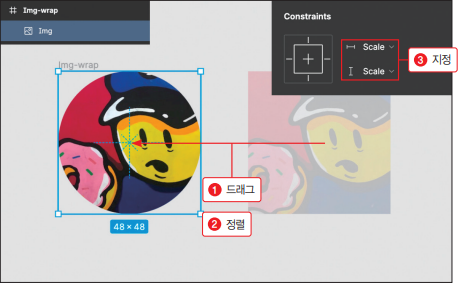 Img-wrap
Img
Constraints
Scale
Scale
3 지정
Img-wrap
1 드래그
2 정렬
48 × 48